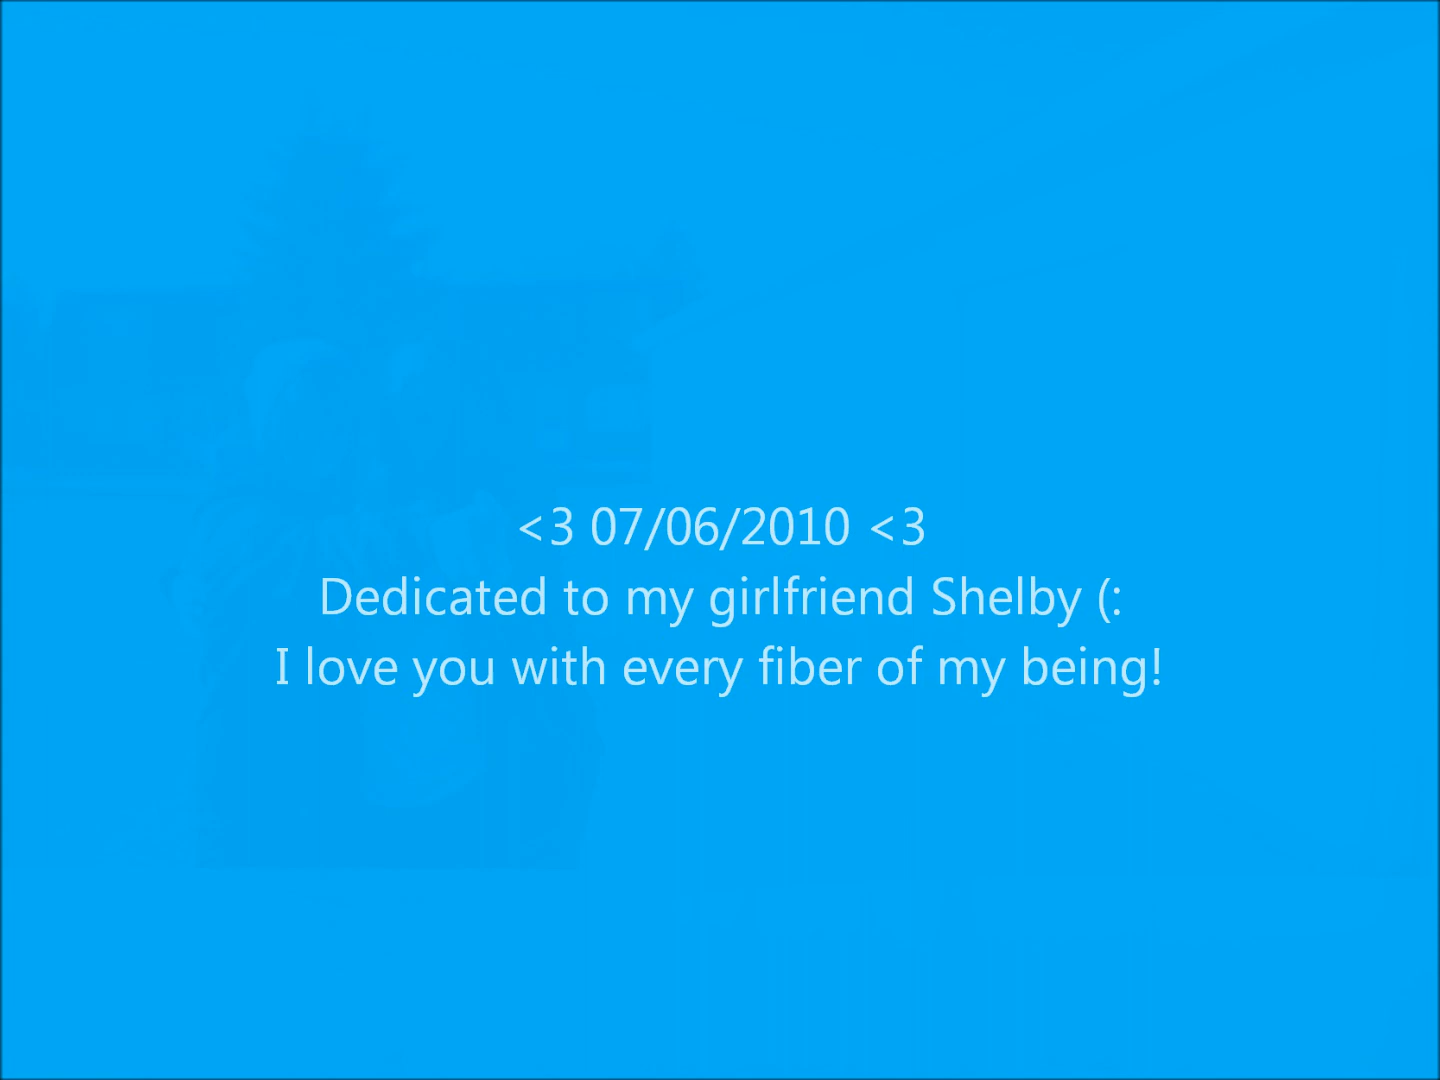 <3 07/06/2010 <3
Dedicated to my girlfriend Shelby (:
I love you with every fiber of my being!